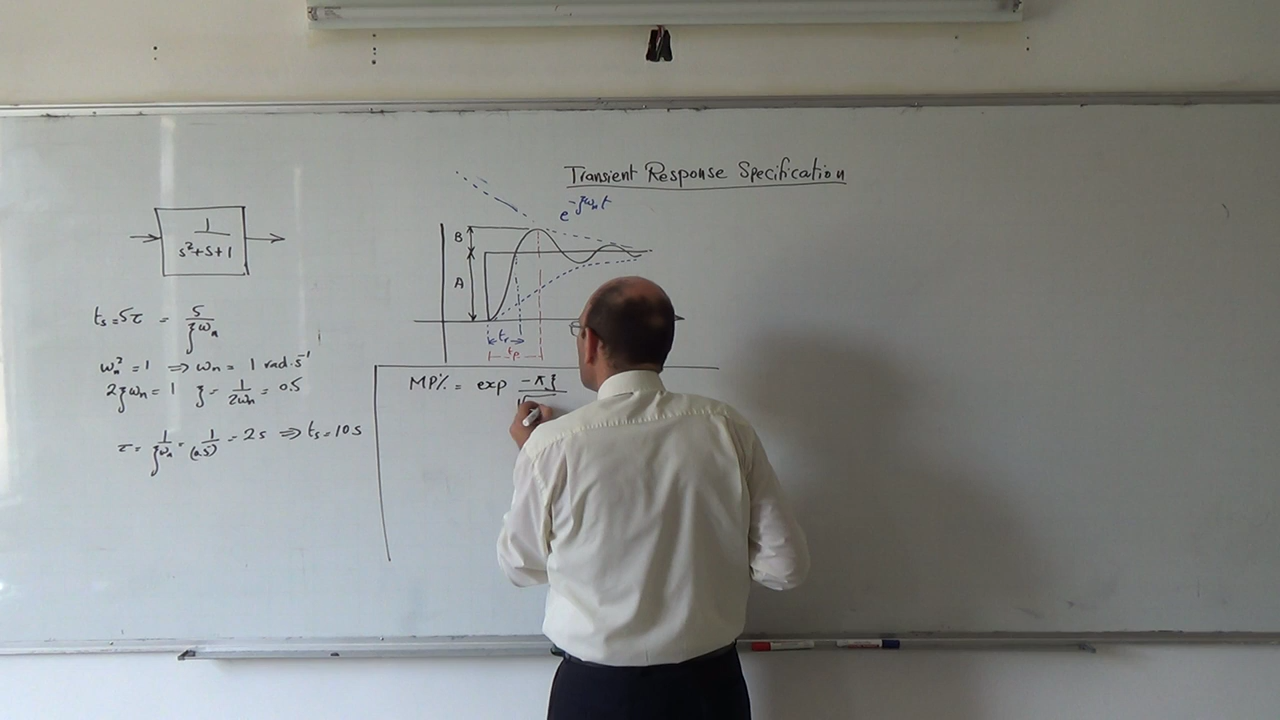 Transient Response Specification
e^-ζωnt
B
A
tr
tp
1
s²+s+1
ts = 5τ = 5/ζωn
ωn² = 1 ⇒ ωn = 1 rad.s⁻¹
2ζωn = 1 ζ = 1/2ωn = 0.5
τ = 1/ζωn = 1/(0.5) = 2s ⇒ ts = 10s
MP% = exp -πζ/√